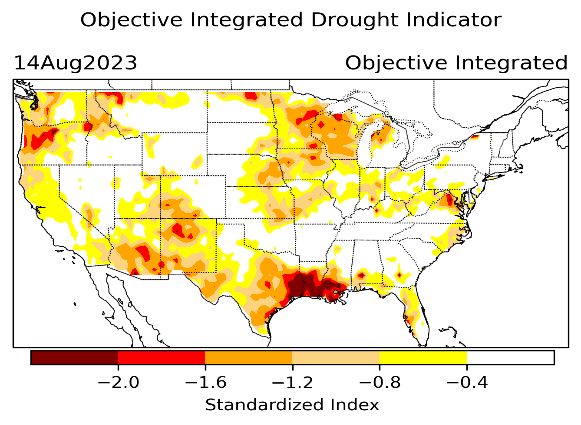 Objective Integrated Drought Indicator
14Aug2023 Objective Integrated
−2.0 −1.6 −1.2 −0.8 −0.4
Standardized Index